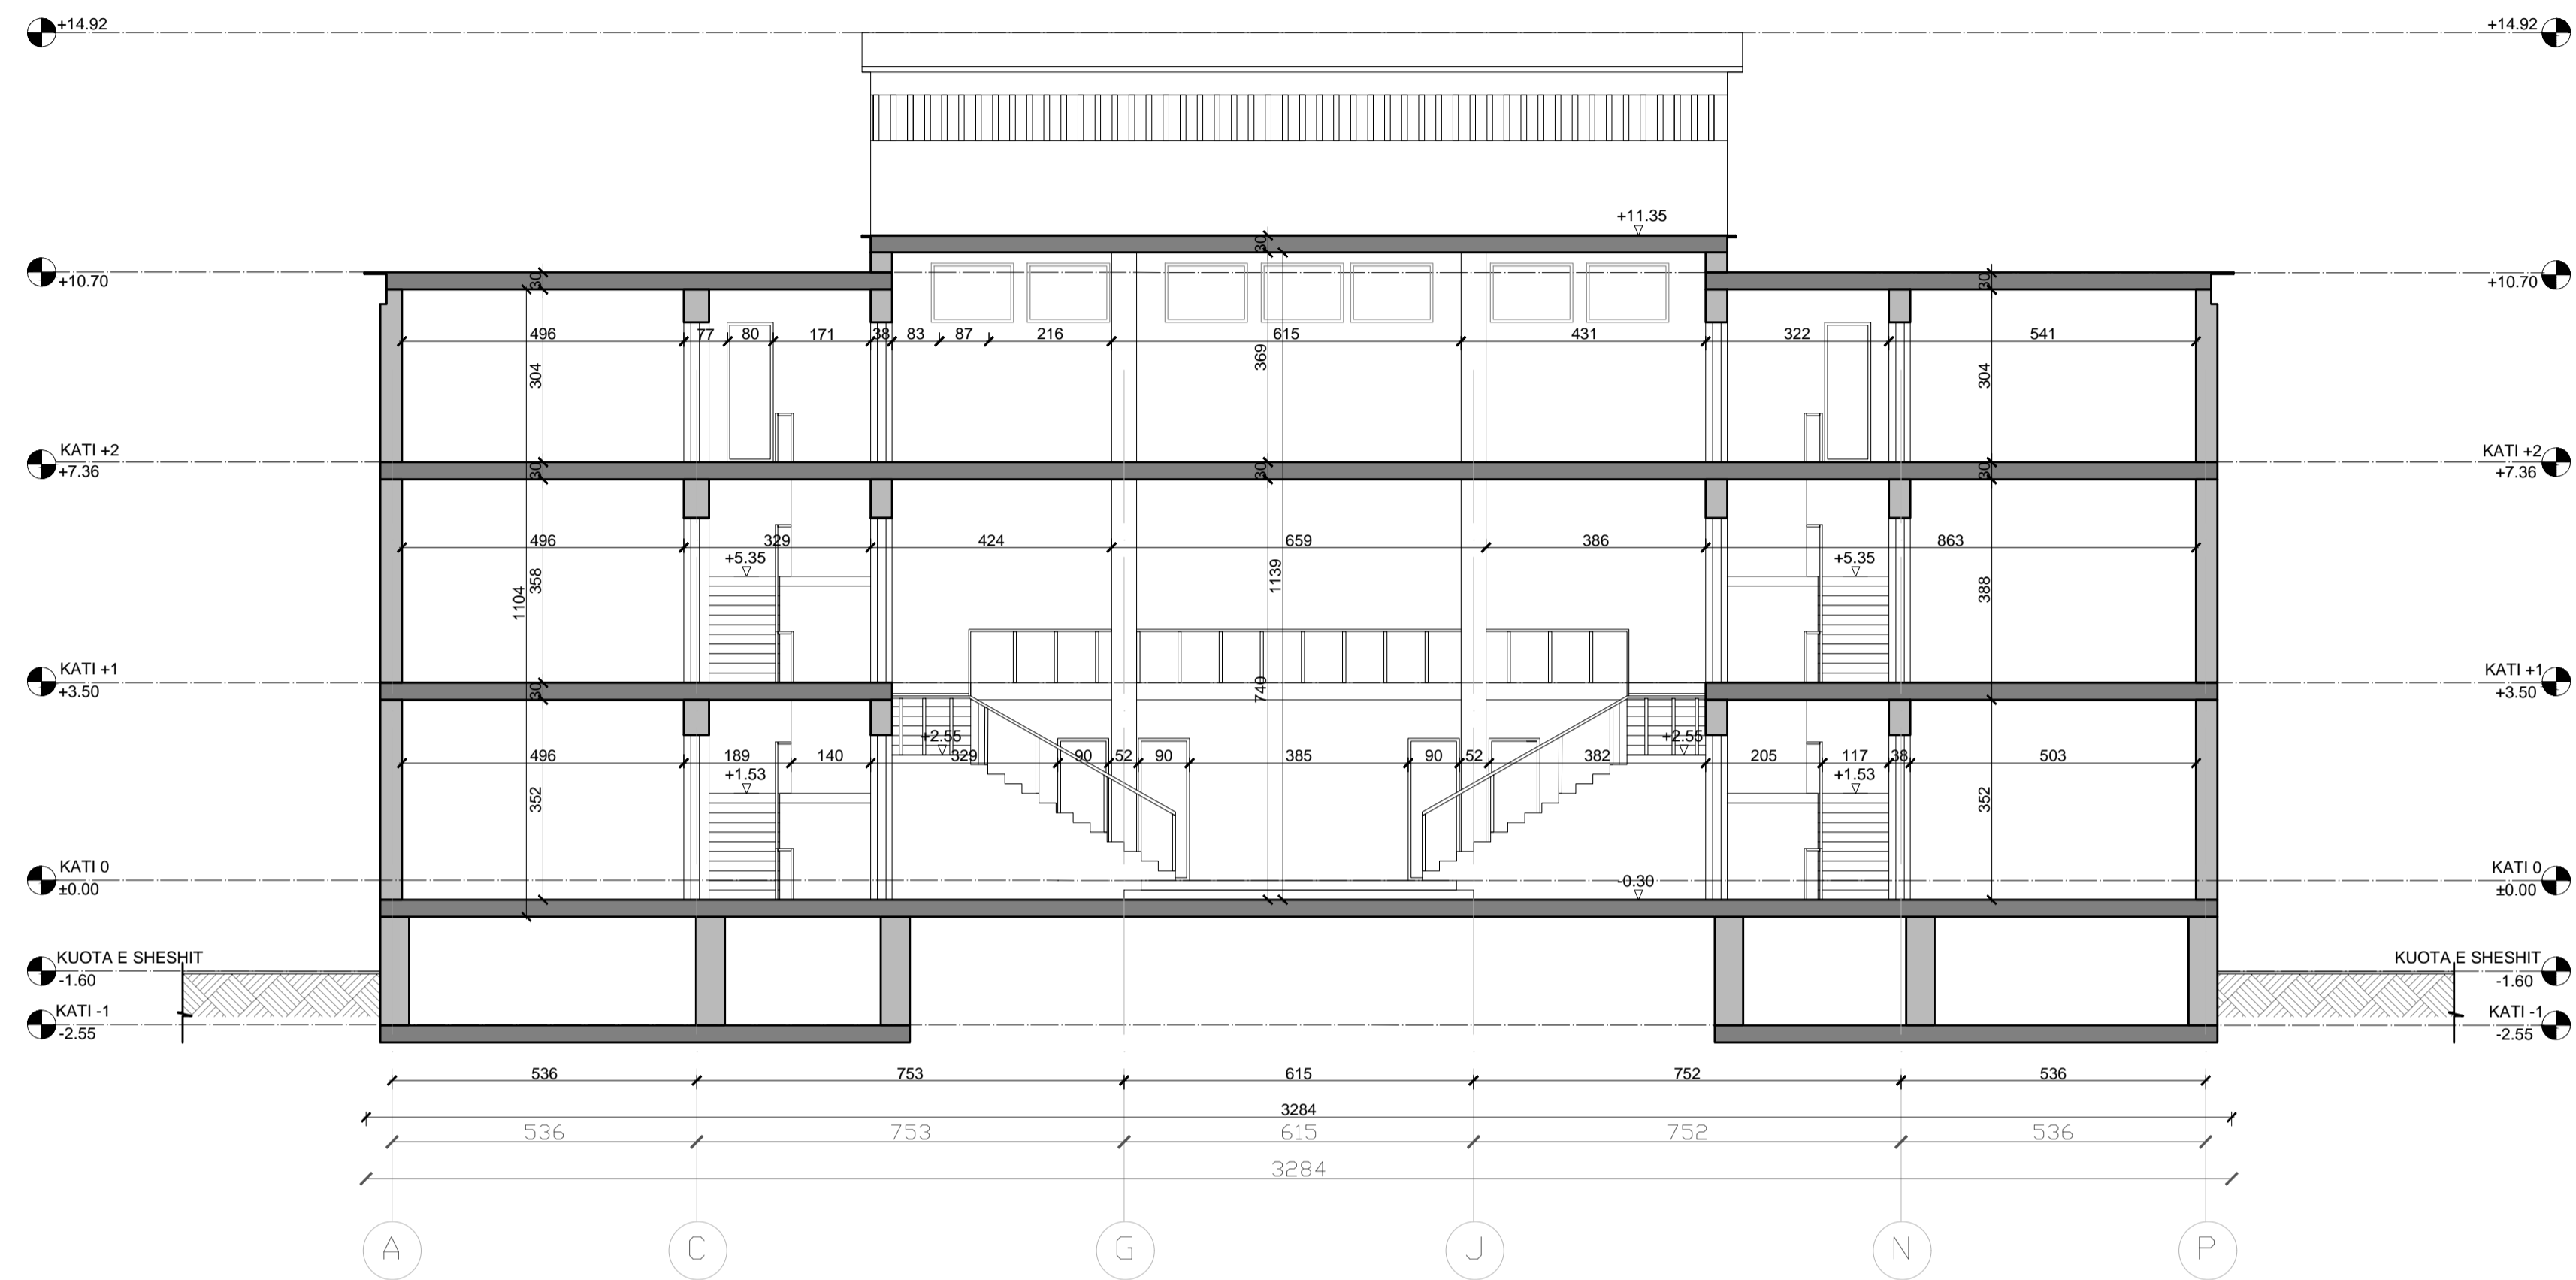 +14.92 +14.92
+11.35
30
+10.70 30 30 +10.70
496 77 80 171 38 83 87 216 615 431 322 541
304 369 304
KATI +2 KATI +2
+7.36 30 30 30 +7.36
496 329 424 659 386 863
+5.35 +5.35
1104 358 1139 388
KATI +1 KATI +1
+3.50 30 740 +3.50
+2.55 +2.55
496 189 140 329 90 52 90 385 90 52 382 205 117 38 503
+1.53 +1.53
352 352
KATI 0 -0.30 KATI 0
±0.00 ±0.00
KUOTA E SHESHIT KUOTA E SHESHIT
-1.60 -1.60
KATI -1 KATI -1
-2.55 -2.55
536 753 615 752 536
3284
536 753 615 752 536
3284
A C G J N P